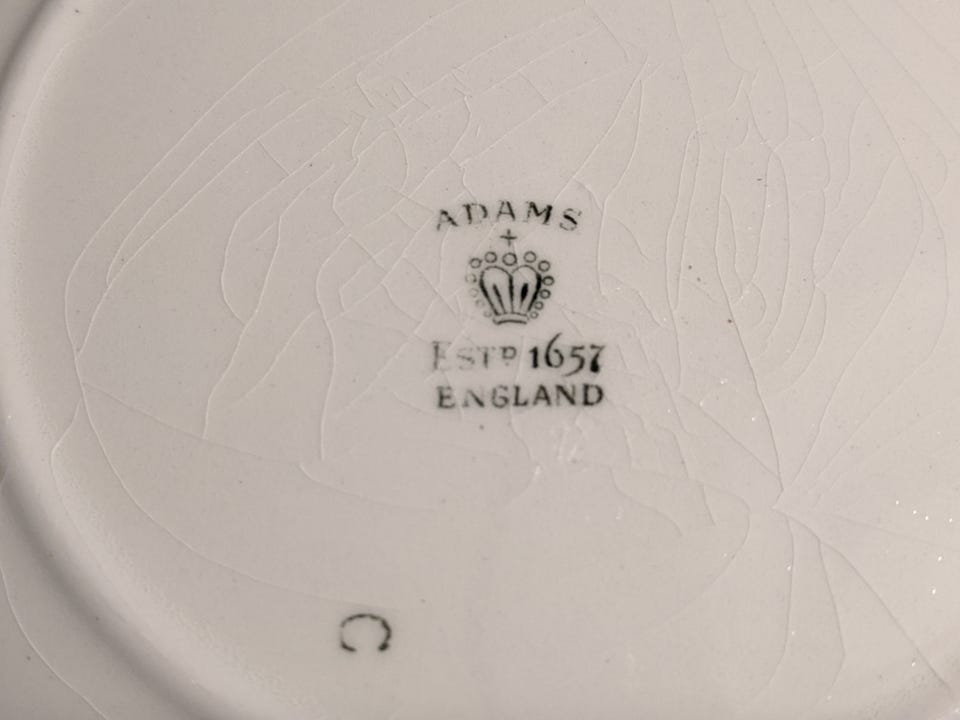 ADAMS
ESTD 1657
ENGLAND
C